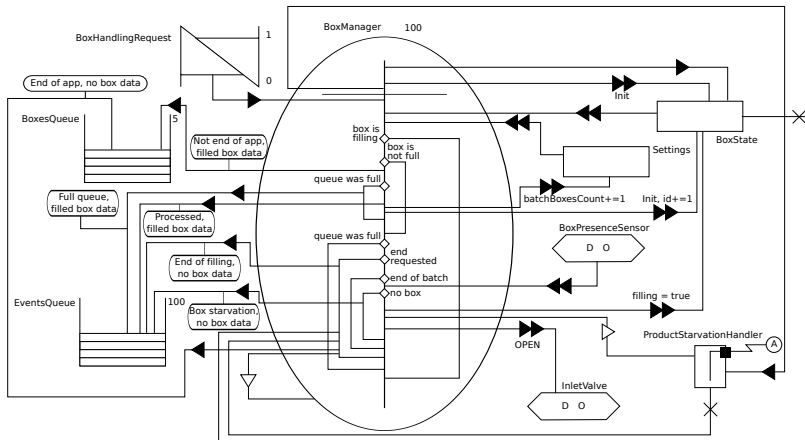 BoxManager 100
BoxHandlingRequest
1
0
End of app, no box data
BoxesQueue
5
Init
BoxState
box is
filling
Not end of app,
filled box data
box is
not full
Settings
queue was full
Full queue,
filled box data
batchBoxesCount+=1
Init, id+=1
Processed,
filled box data
BoxPresenceSensor
D O
queue was full
end
requested
End of filling,
no box data
end of batch
no box
EventsQueue
100
filling = true
Box starvation,
no box data
OPEN
ProductStarvationHandler
A
InletValve
D O